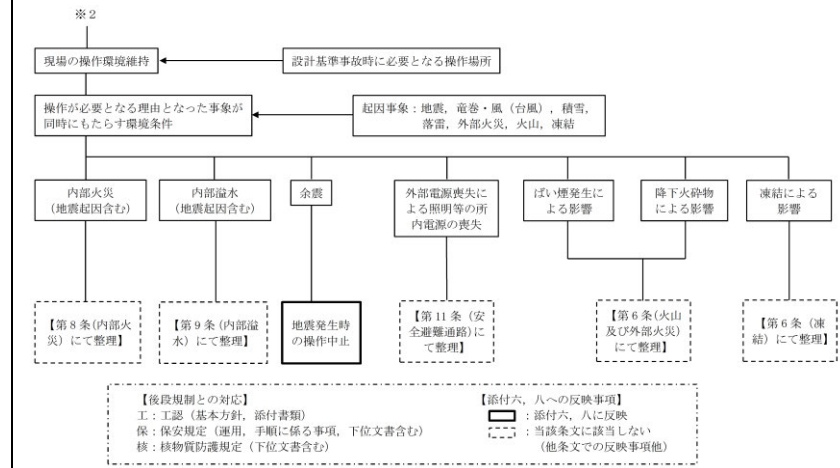 ※2
現場の操作環境維持
設計基準事故時に必要となる操作場所
操作が必要となる理由となった事象が
同時にもたらす環境条件
起因事象：地震，竜巻・風（台風），積雪，
落雷，外部火災，火山，凍結
内部火災
（地震起因含む）
内部溢水
（地震起因含む）
余震
外部電源喪失に
よる照明等の所
内電源の喪失
ばい煙発生に
よる影響
降下火砕物
による影響
凍結による
影響
【第8条(内部火
災）にて整理】
【第9条(内部溢
水）にて整理】
地震発生時
の操作中止
【第11条（安
全避難通路)に
て整理】
【第6条(火山
及び外部火災）
にて整理】
【第6条（凍
結）にて整理】
【後段規制との対応】
工：工認（基本方針，添付書類）
保：保安規定（運用，手順に係る事項，下位文書含む）
核：核物質防護規定（下位文書含む）
【添付六，八への反映事項】
：添付六，八に反映
：当該条文に該当しない
（他条文での反映事項他）